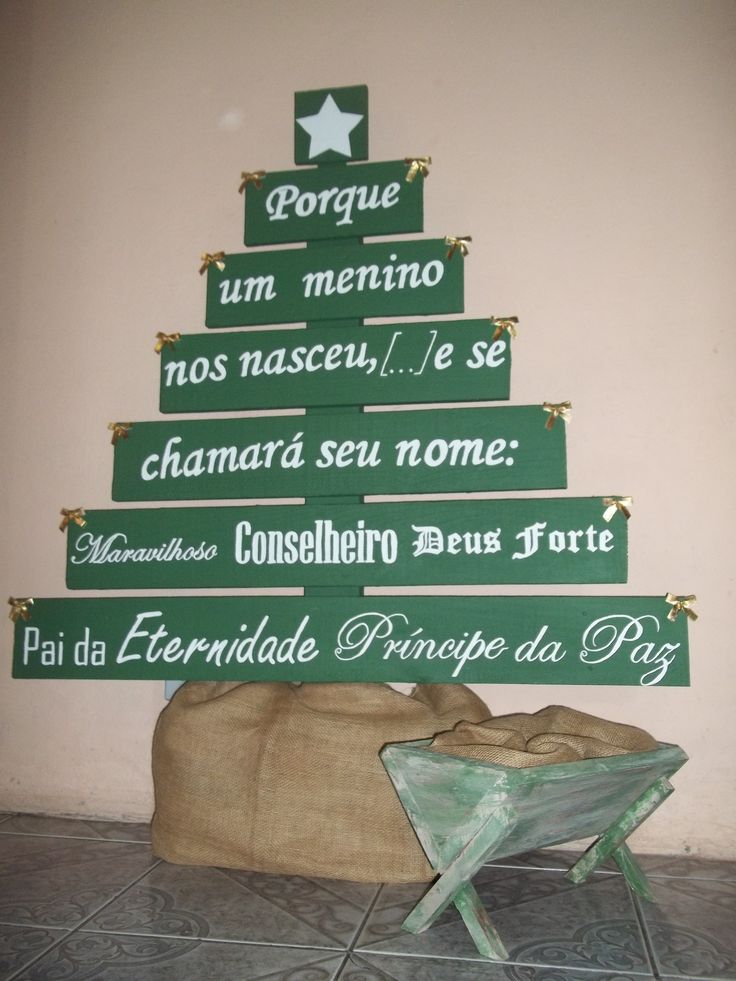 Porque
um menino
nos nasceu,[...]e se
chamará seu nome:
Maravilhoso Conselheiro Deus Forte
Pai da Eternidade Príncipe da Paz